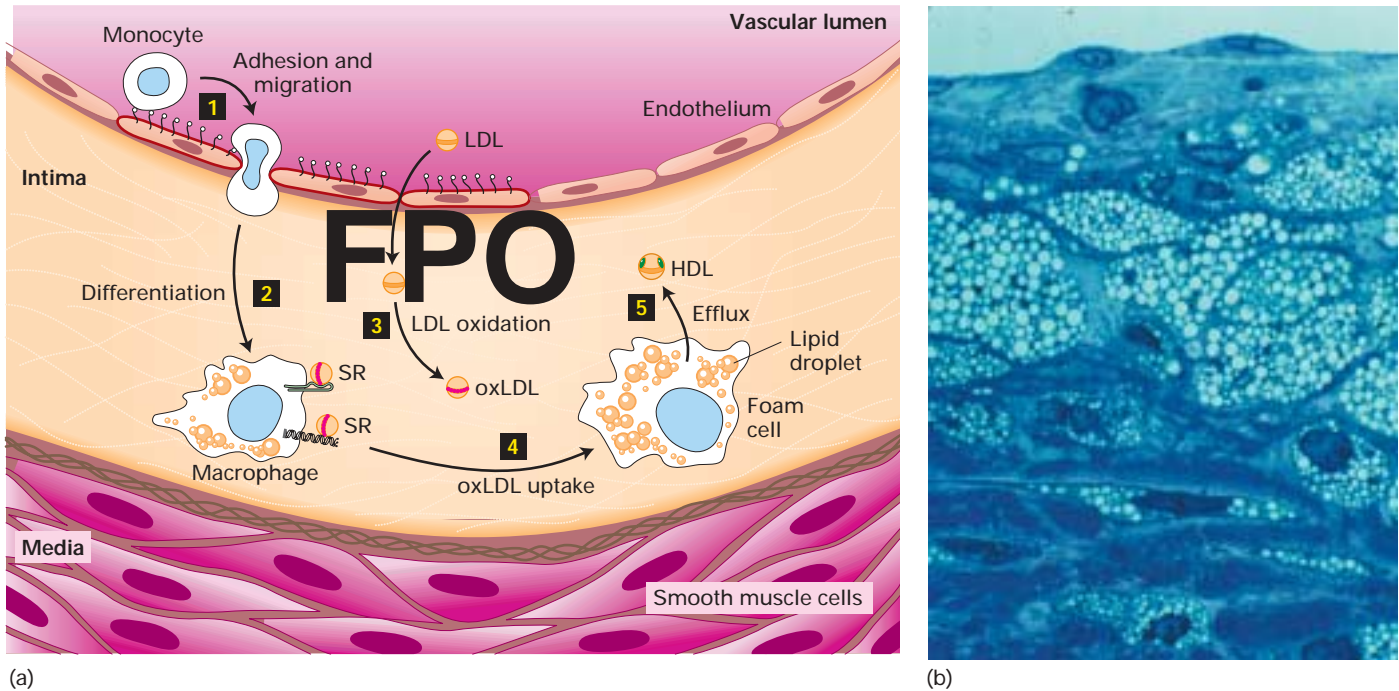 Vascular lumen
Monocyte
Adhesion and
migration
1
Endothelium
LDL
Intima
FPO
HDL
Differentiation
2
3
LDL oxidation
5
Efflux
Lipid
droplet
SR
oxLDL
SR
Foam
cell
Macrophage
4
oxLDL uptake
Media
Smooth muscle cells
(a)
(b)